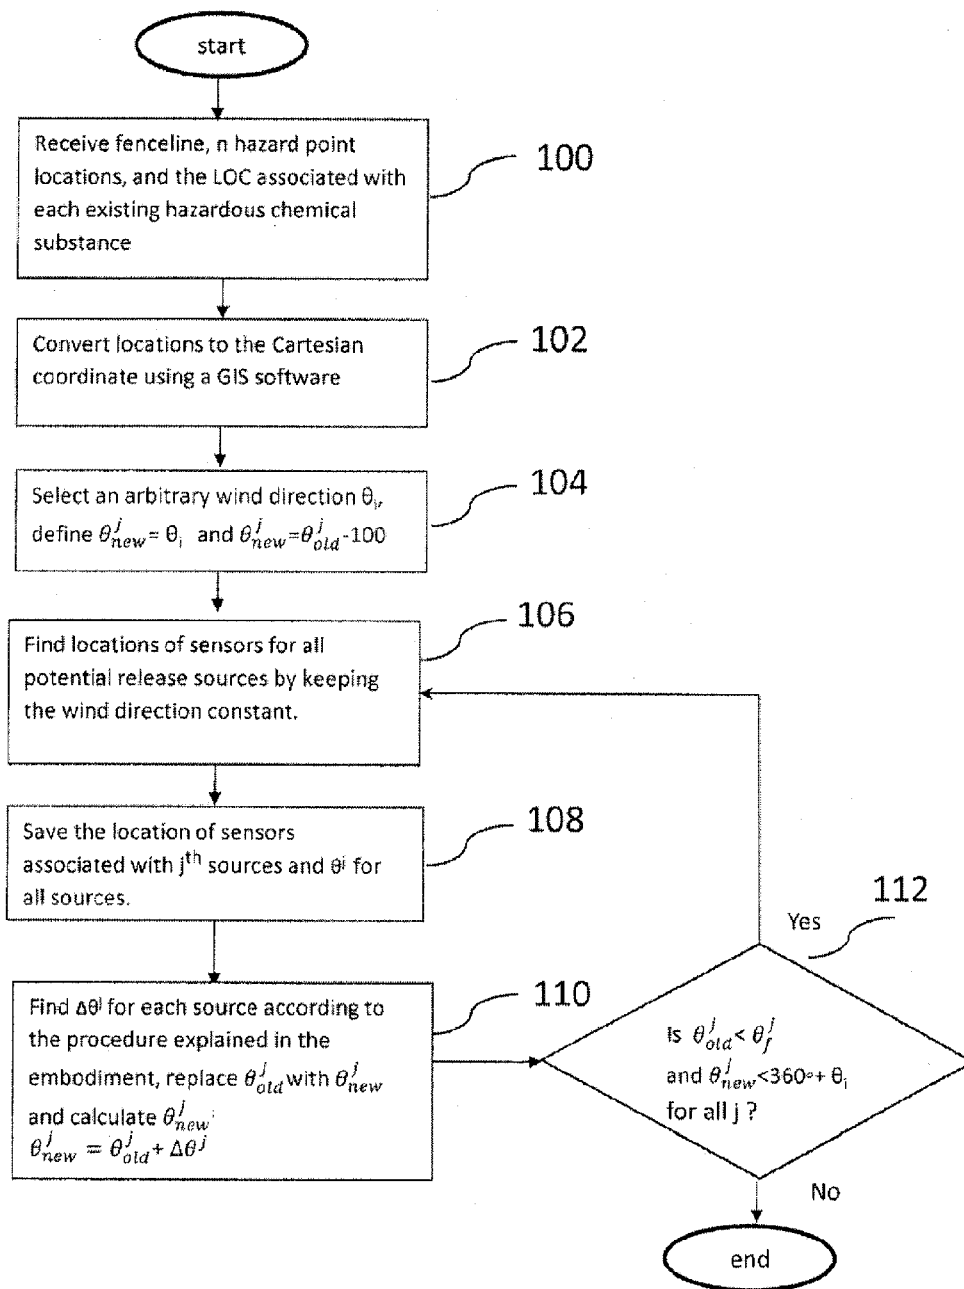 start
Receive fenceline, n hazard point
locations, and the LOC associated with
each existing hazardous chemical
substance
100
Convert locations to the Cartesian
coordinate using a GIS software
102
Select an arbitrary wind direction θᵢ,
define θ^j_new = θᵢ and θ^j_new=θ^j_old-100
104
Find locations of sensors for all
potential release sources by keeping
the wind direction constant.
106
Save the location of sensors
associated with j^th sources and θ^j for
all sources.
108
Find Δθ^j for each source according to
the procedure explained in the
embodiment, replace θ^j_old with θ^j_new
and calculate θ^j_new:
θ^j_new = θ^j_old + Δθ^j
110
112
Yes
Is θ^j_old < θ^j_f
and θ^j_new<360°+ θᵢ
for all j ?
No
end